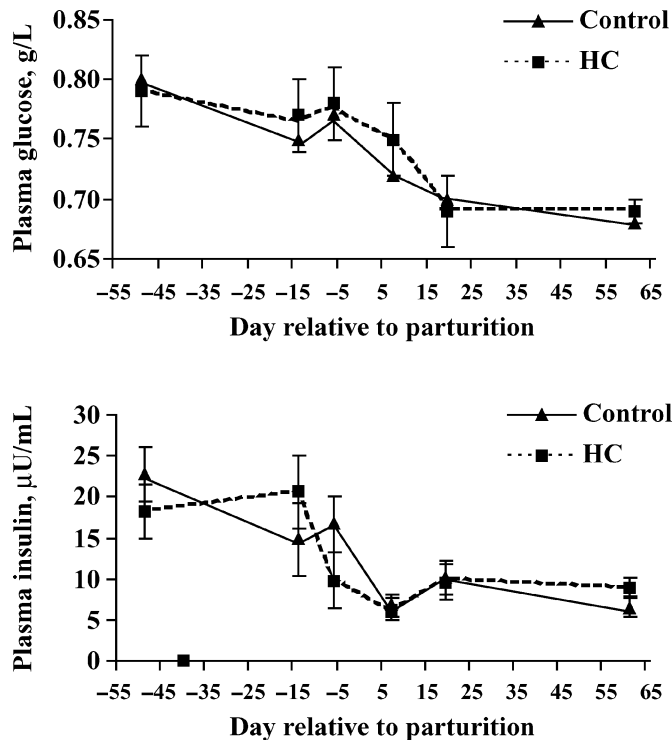 0.85
0.80
0.75
0.70
0.65
Plasma glucose, g/L
Control
HC
−55 −45 −35 −25 −15 −5 5 15 25 35 45 55 65
Day relative to parturition
30
25
20
15
10
5
0
Plasma insulin, µU/mL
Control
HC
−55 −45 −35 −25 −15 −5 5 15 25 35 45 55 65
Day relative to parturition